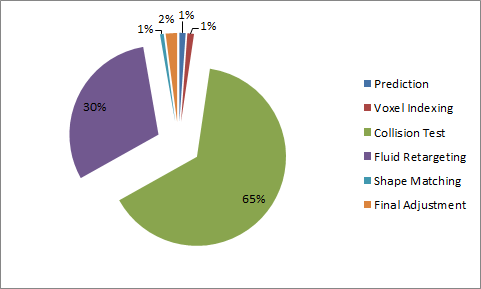 2%
1%
1%
1%
30%
65%
Prediction
Voxel Indexing
Collision Test
Fluid Retargeting
Shape Matching
Final Adjustment